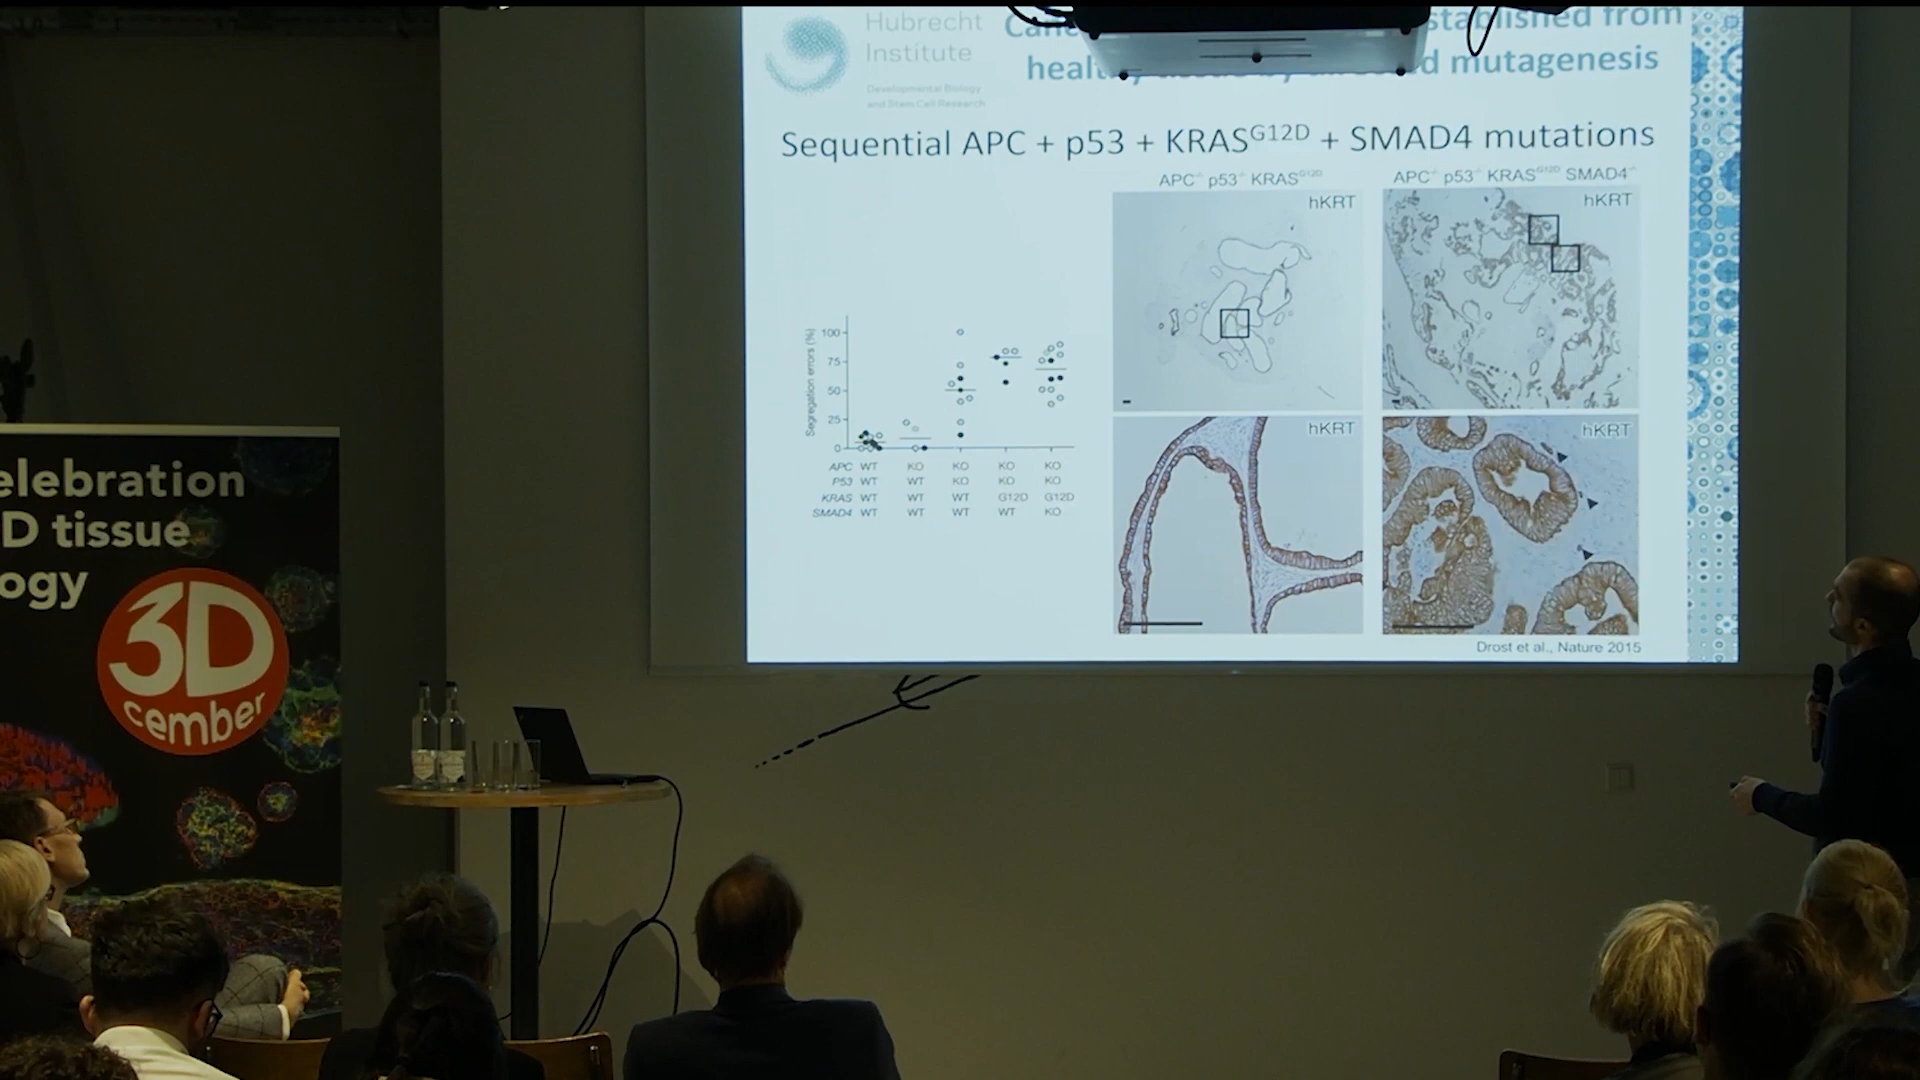 Hubrecht
Institute
Developmental Biology
and Stem Cell Research
established from
mutagenesis
Sequential APC + p53 + KRASᴳ¹²ᴰ + SMAD4 mutations
APC⁻/⁻ p53⁻/⁻ KRASᴳ¹²ᴰ
hKRT
APC⁻/⁻ p53⁻/⁻ KRASᴳ¹²ᴰ SMAD4⁻/⁻
hKRT
hKRT
hKRT
Segregation errors (%)
100
75
50
25
0
APC WT KO KO KO KO
P53 WT WT KO KO KO
KRAS WT WT WT G12D G12D
SMAD4 WT WT WT WT KO
Drost et al., Nature 2015
elebration
D tissue
ogy
3D
cember